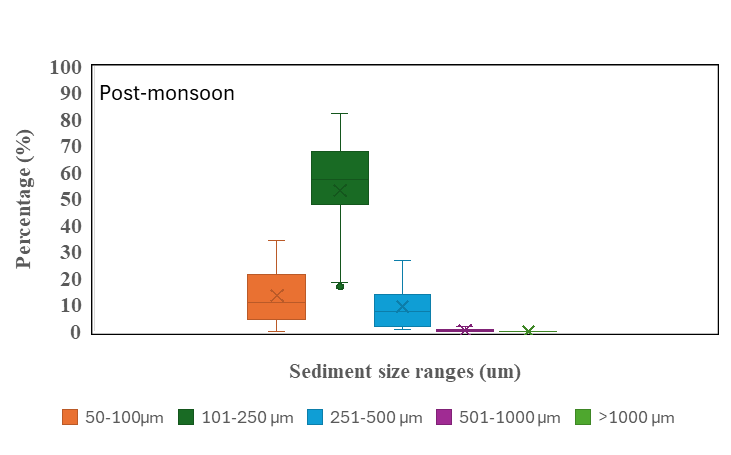 100
Post-monsoon
90
80
70
60
50
40
30
20
10
0
Percentage (%)
Sediment size ranges (um)
50-100µm 101-250 µm 251-500 µm 501-1000 µm >1000 µm